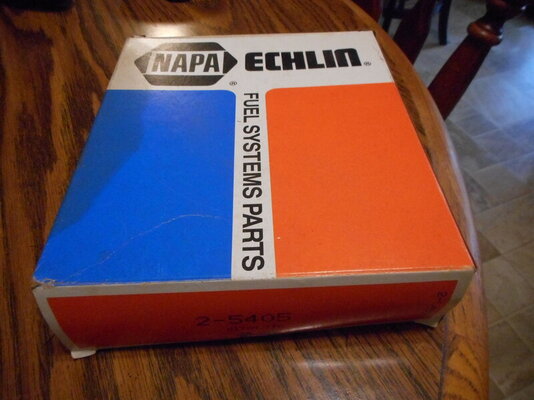 NAPA ® ECHLIN ®
FUEL SYSTEMS PARTS
2-5405